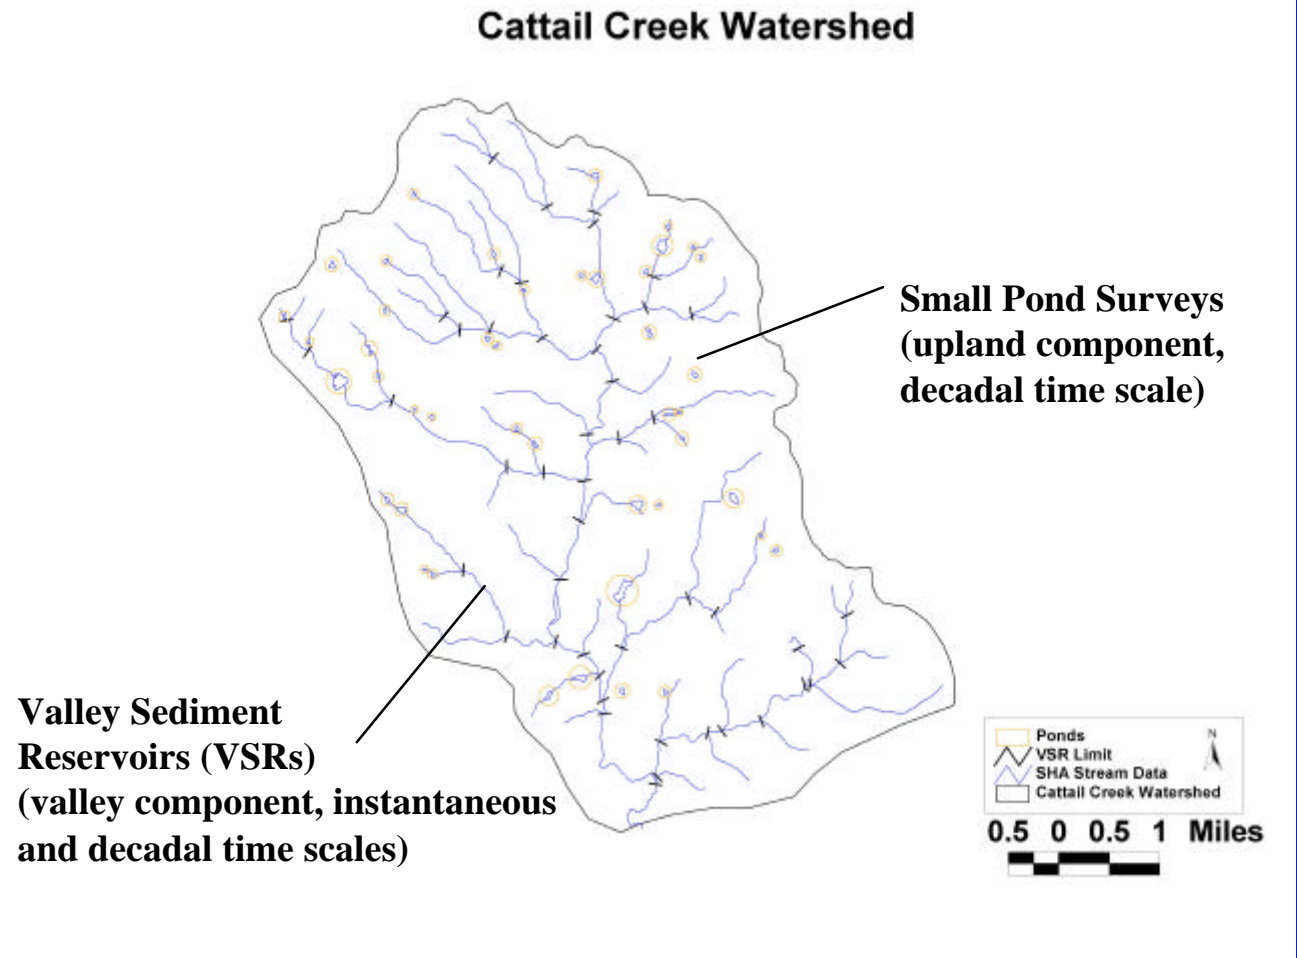 Cattail Creek Watershed
Small Pond Surveys
(upland component,
decadal time scale)
Valley Sediment
Reservoirs (VSRs)
(valley component, instantaneous
and decadal time scales)
Ponds
VSR Limit
SHA Stream Data
Cattail Creek Watershed
N
0.5 0 0.5 1 Miles